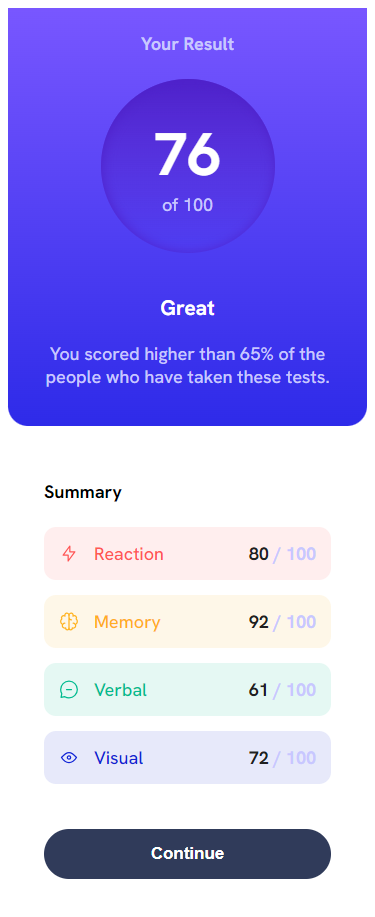 Your Result
76
of 100
Great
You scored higher than 65% of the
people who have taken these tests.
Summary
Reaction 80 / 100
Memory 92 / 100
Verbal 61 / 100
Visual 72 / 100
Continue